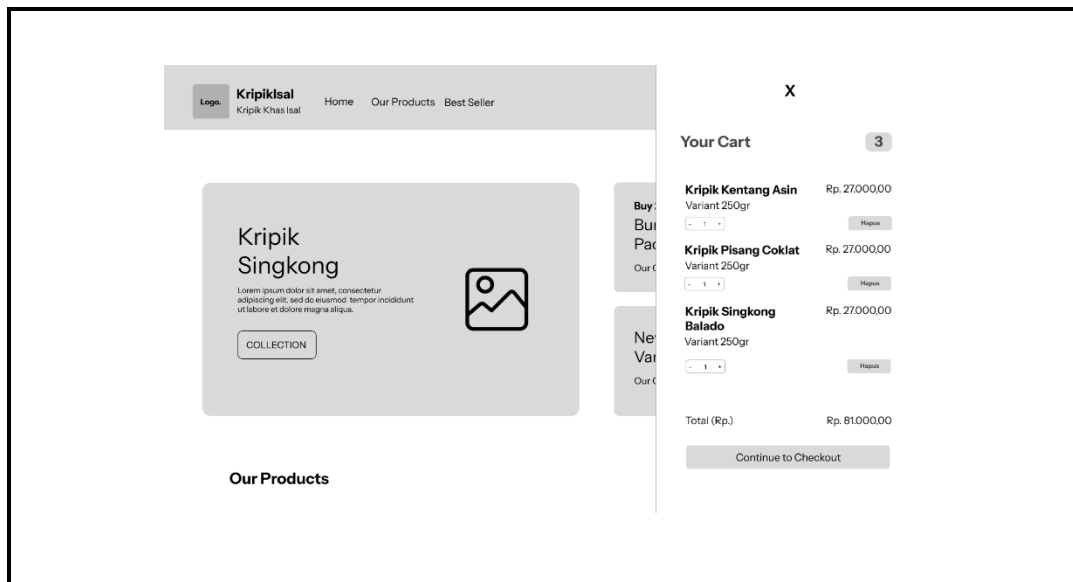 Logo.
KripikIsal
Kripik Khas Isal
Home
Our Products
Best Seller
Kripik
Singkong
Lorem ipsum dolor sit amet, consectetur
adipiscing elit, sed do eiusmod tempor incididunt
ut labore et dolore magna aliqua.
COLLECTION
Buy
Our Products
X
Your Cart
3
Kripik Kentang Asin
Rp. 27.000,00
Variant 250gr
- 1 +
Hapus
Kripik Pisang Coklat
Rp. 27.000,00
Variant 250gr
- 1 +
Hapus
Kripik Singkong
Balado
Rp. 27.000,00
Variant 250gr
- 1 +
Hapus
Total (Rp.)
Rp. 81.000,00
Continue to Checkout